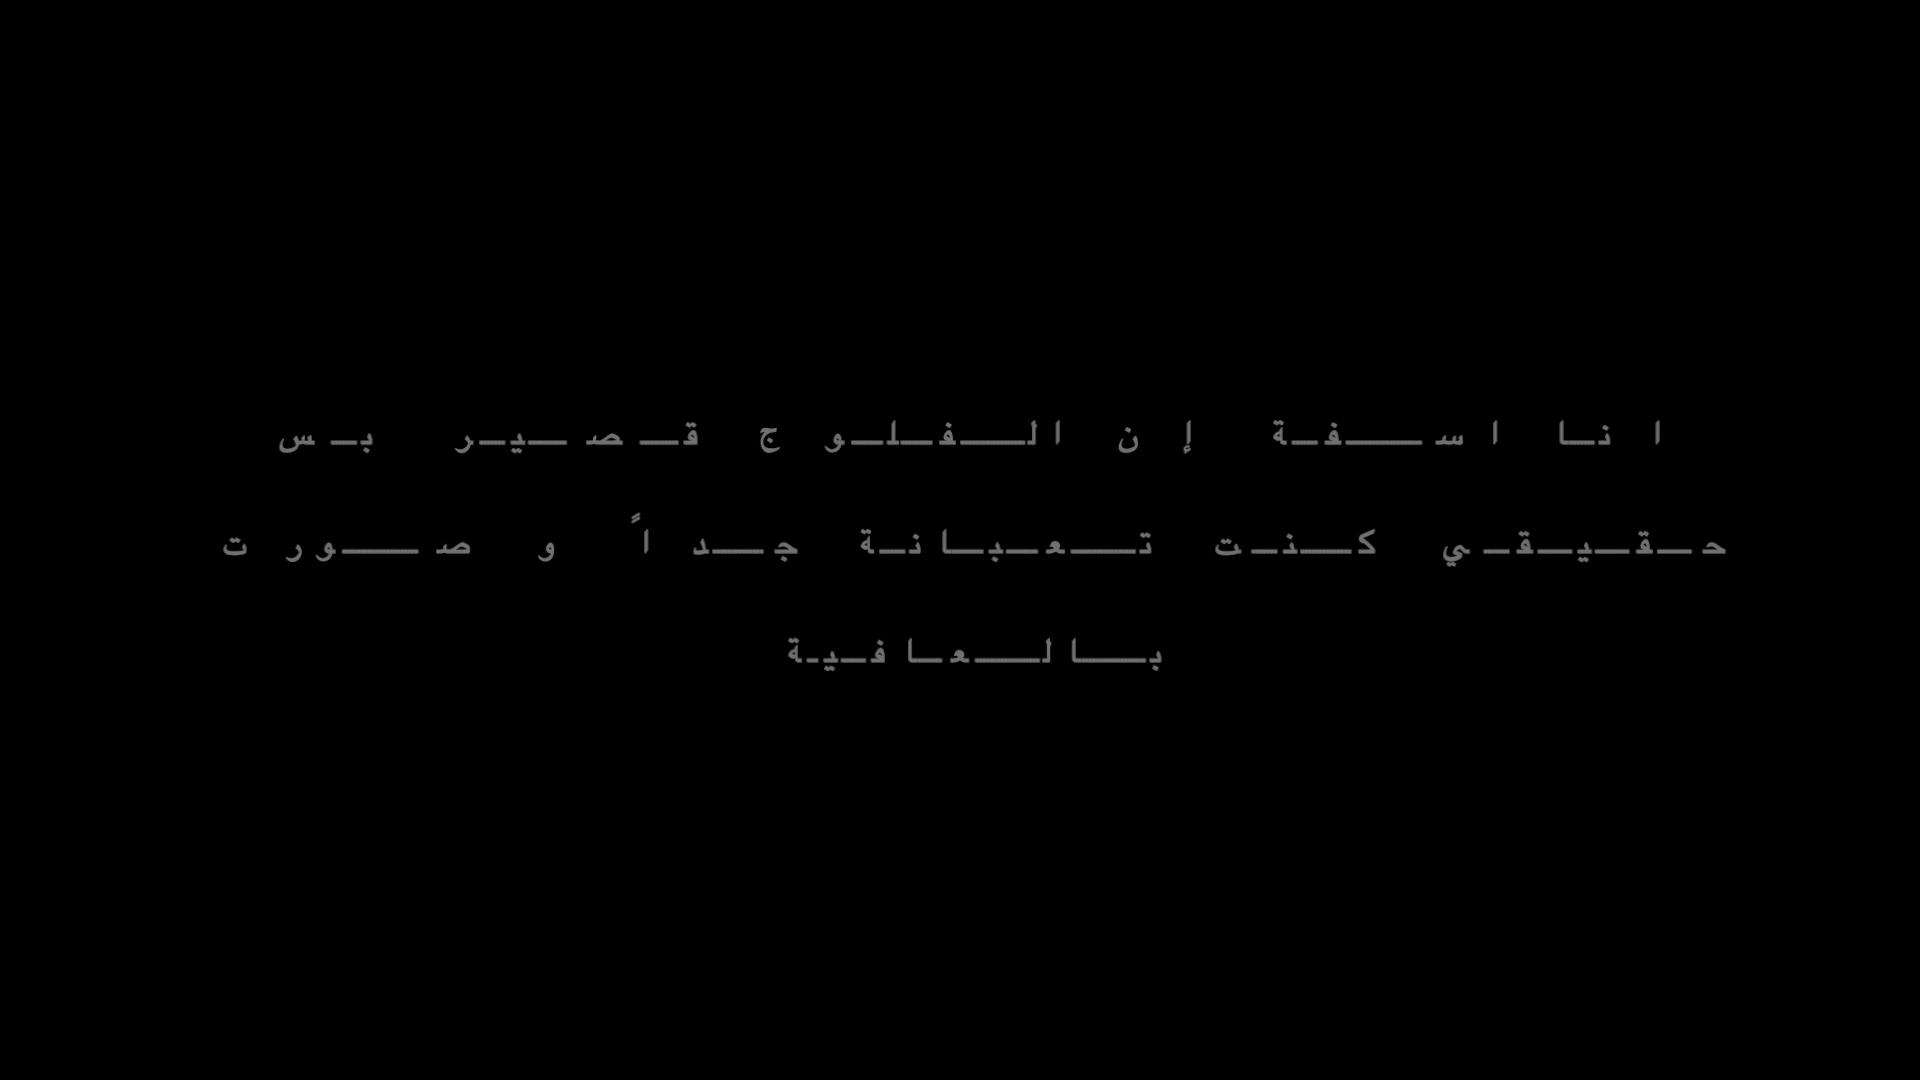 انا اسفة إن الفلوج قصير بس
حقيقي كنت تعبانة جداً و صورت
بالعافية